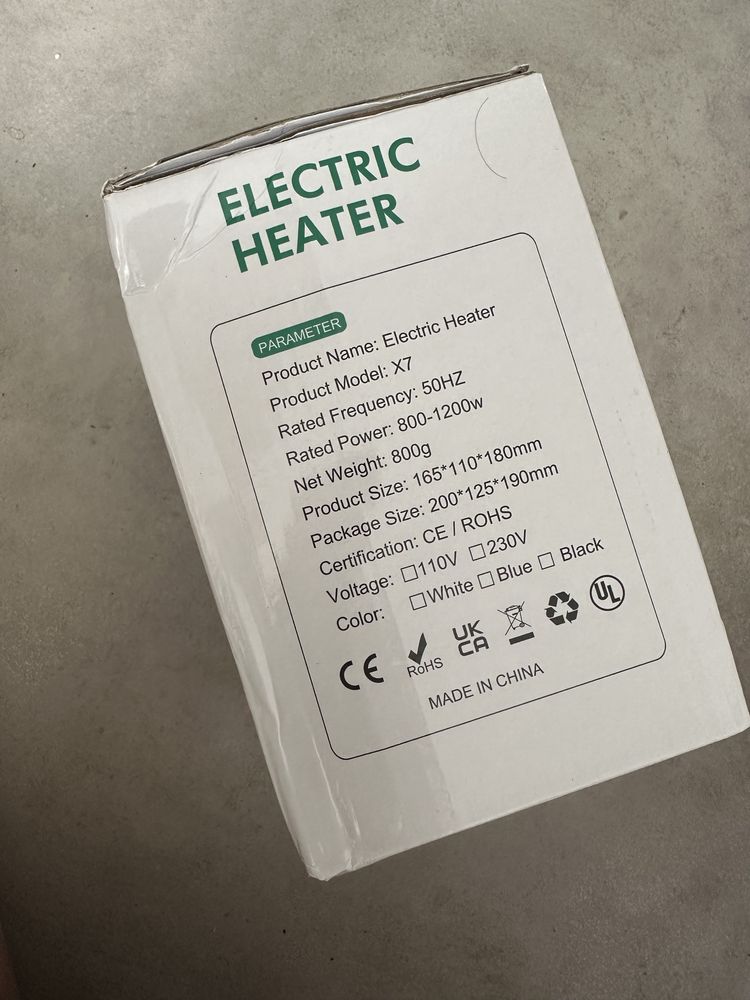 ELECTRIC
HEATER
PARAMETER
Product Name: Electric Heater
Product Model: X7
Rated Frequency: 50HZ
Rated Power: 800-1200w
Net Weight: 800g
Product Size: 165*110*180mm
Package Size: 200*125*190mm
Certification: CE / ROHS
Voltage: □110V □230V
Color: □White □Blue □ Black
CE RoHS UK CA UL
MADE IN CHINA